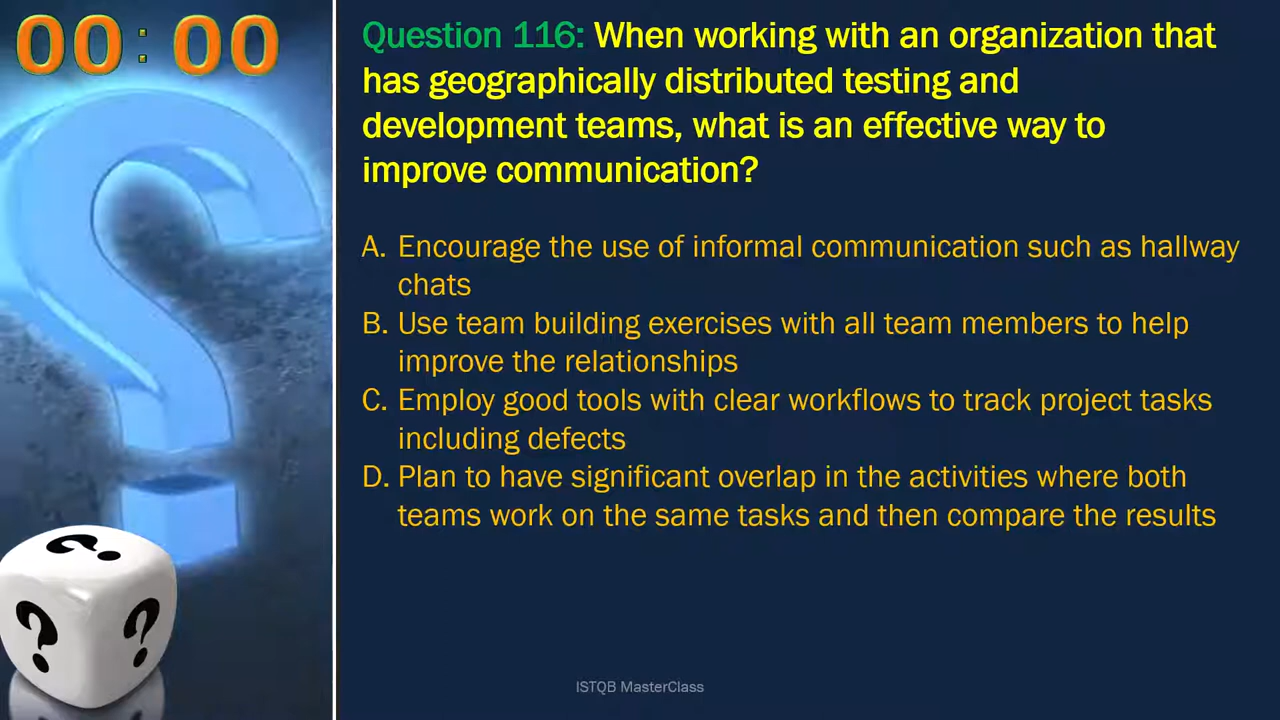 00:00
Question 116: When working with an organization that
has geographically distributed testing and
development teams, what is an effective way to
improve communication?
A. Encourage the use of informal communication such as hallway
chats
B. Use team building exercises with all team members to help
improve the relationships
C. Employ good tools with clear workflows to track project tasks
including defects
D. Plan to have significant overlap in the activities where both
teams work on the same tasks and then compare the results
?
? ?
ISTQB MasterClass